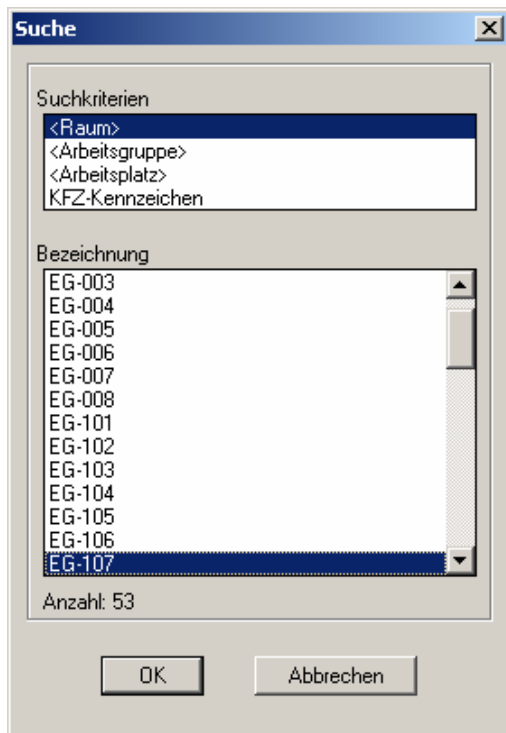 Suche
Suchkriterien
<Raum>
<Arbeitsgruppe>
<Arbeitsplatz>
KFZ-Kennzeichen
Bezeichnung
EG-003
EG-004
EG-005
EG-006
EG-007
EG-008
EG-101
EG-102
EG-103
EG-104
EG-105
EG-106
EG-107
Anzahl: 53
OK
Abbrechen